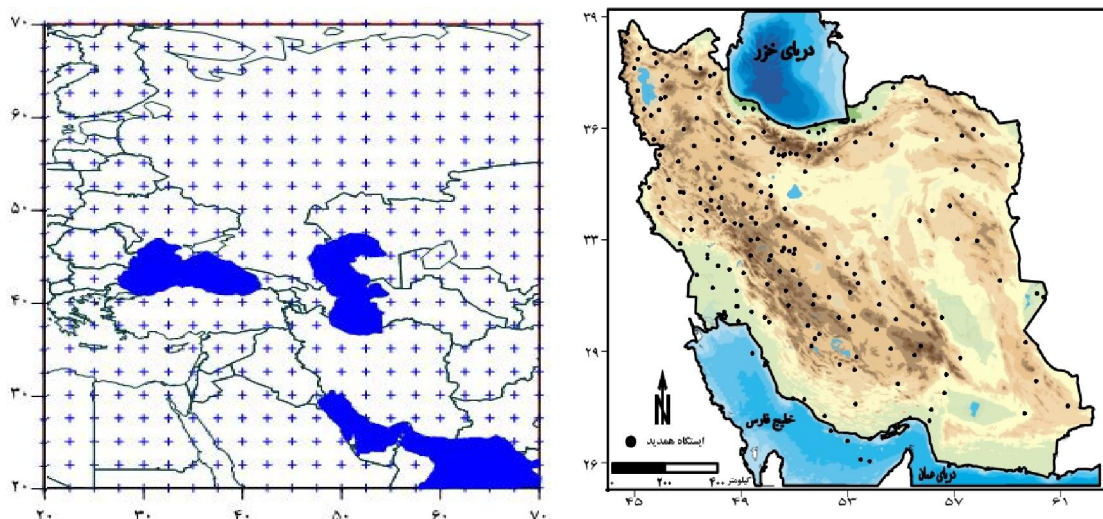 ۷۰
۶۰
۵۰
۴۰
۳۰
۲۰
۲۰ ۳۰ ۴۰ ۵۰ ۶۰ ۷۰
۳۹
۳۶
۳۳
۲۹
۲۶
دریای خزر
خلیج فارس
دریای عمان
N
ایستگاه همدید
۰ ۲۰۰ ۴۰۰ کیلومتر
۴۵ ۴۹ ۵۳ ۵۷ ۶۱